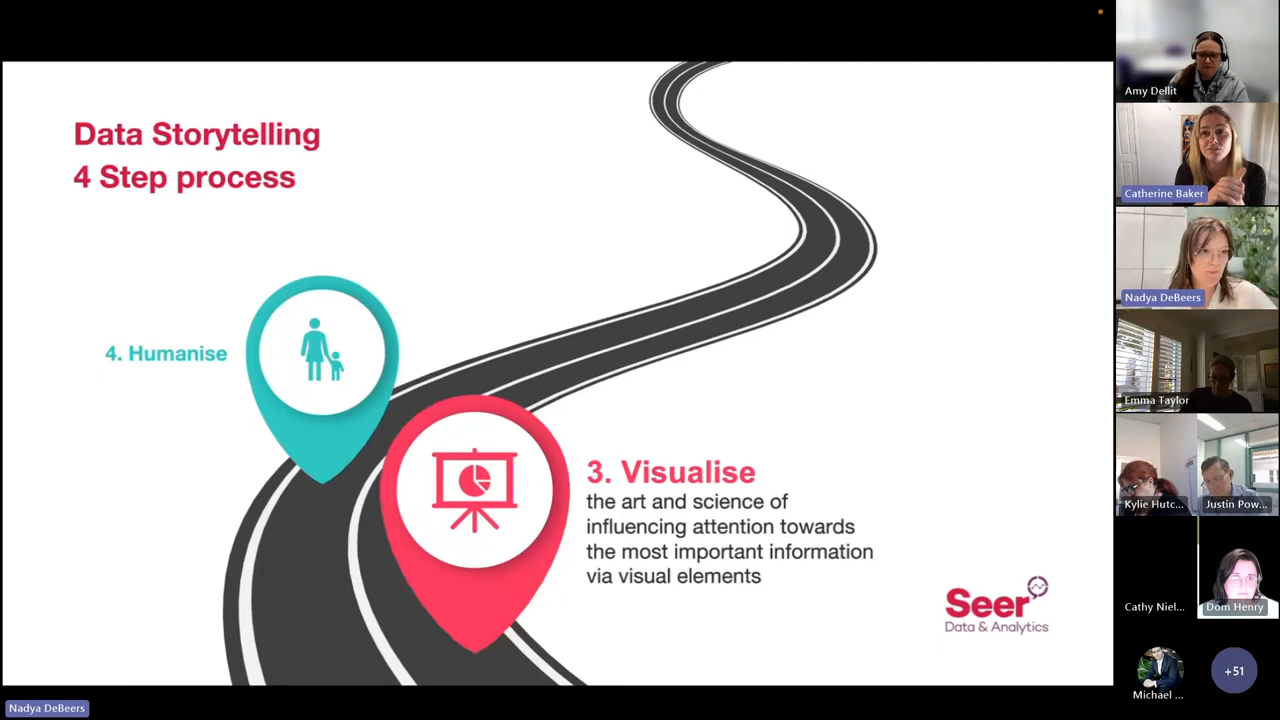 Data Storytelling
4 Step process
4. Humanise
3. Visualise
the art and science of
influencing attention towards
the most important information
via visual elements
Seer
Data & Analytics
Amy Dellit
Catherine Baker
Nadya DeBeers
Emma Taylor
Kylie Hutc...
Justin Pow...
Cathy Niel...
Dom Henry
Michael ...
+51
Nadya DeBeers